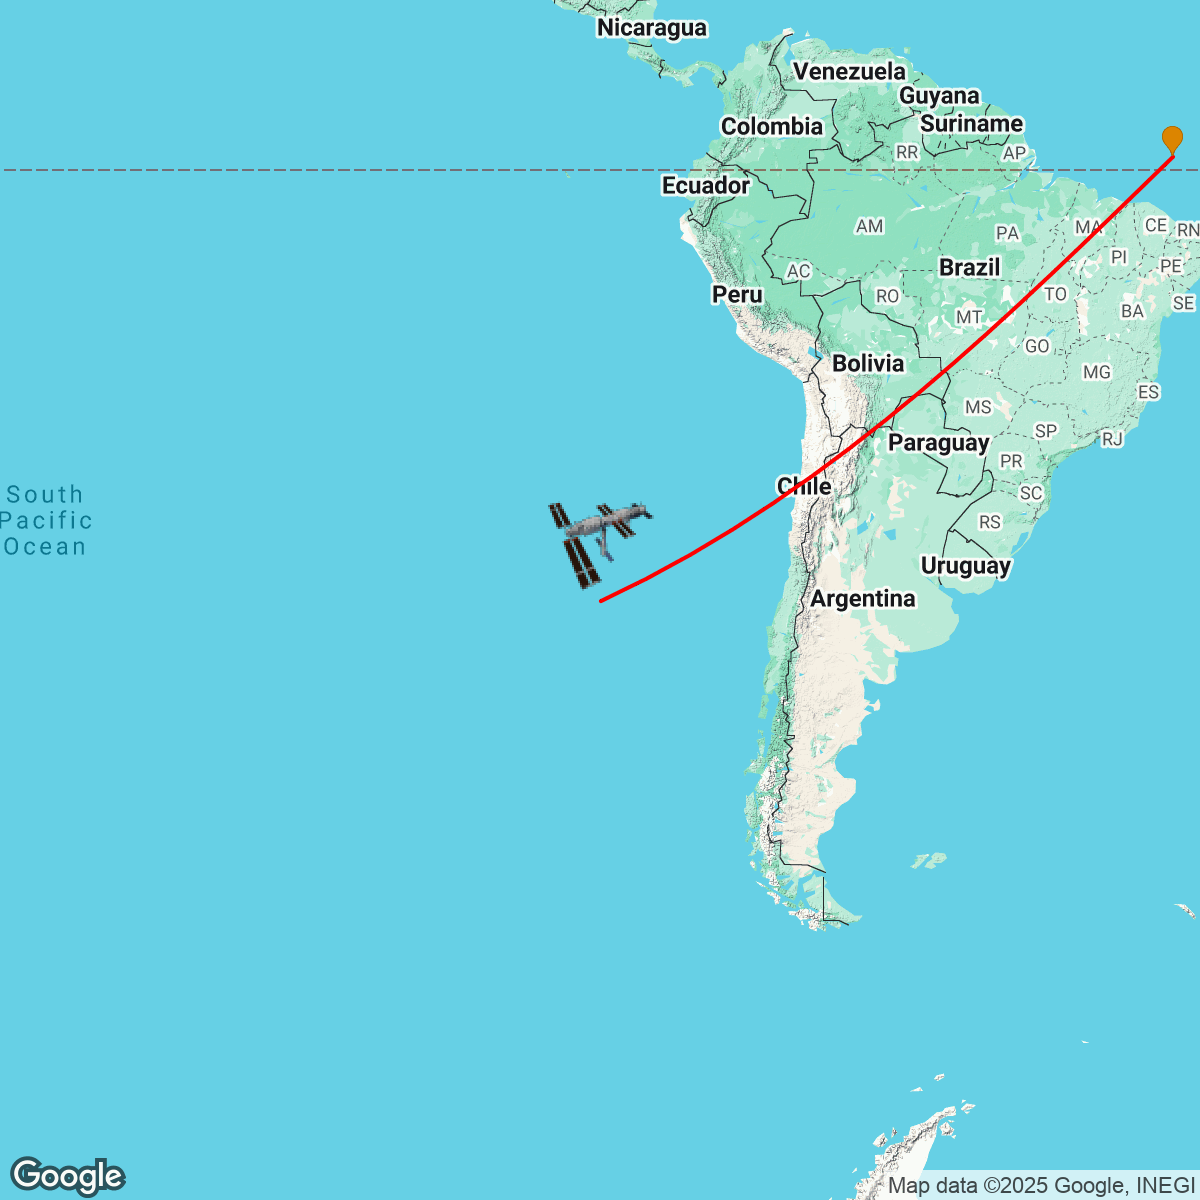 Nicaragua
Venezuela
Guyana
Colombia
Suriname
RR
AP
Ecuador
AM
PA
MA
CE
RN
PI
AC
Brazil
PE
Peru
RO
TO
SE
MT
BA
GO
Bolivia
MG
ES
MS
SP
RJ
Paraguay
PR
Chile
SC
South
Pacific
Ocean
RS
Uruguay
Argentina
Google
Map data ©2025 Google, INEGI